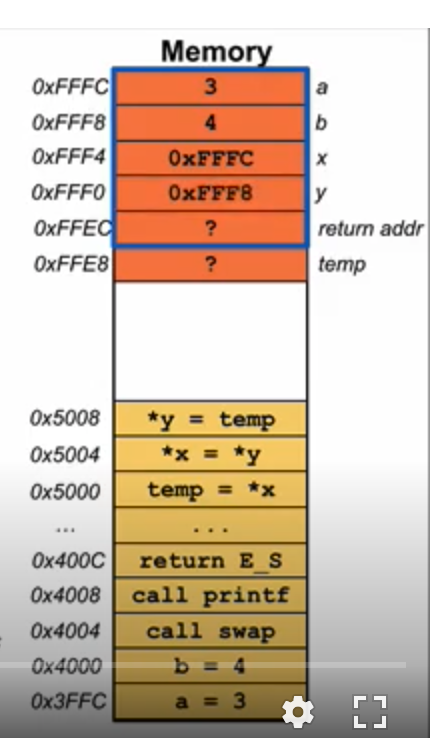 Memory
0xFFFC 3 a
0xFFF8 4 b
0xFFF4 0xFFFC x
0xFFF0 0xFFF8 y
0xFFEC ? return addr
0xFFE8 ? temp
0x5008 *y = temp
0x5004 *x = *y
0x5000 temp = *x
... ...
0x400C return E_S
0x4008 call printf
0x4004 call swap
0x4000 b = 4
0x3FFC a = 3